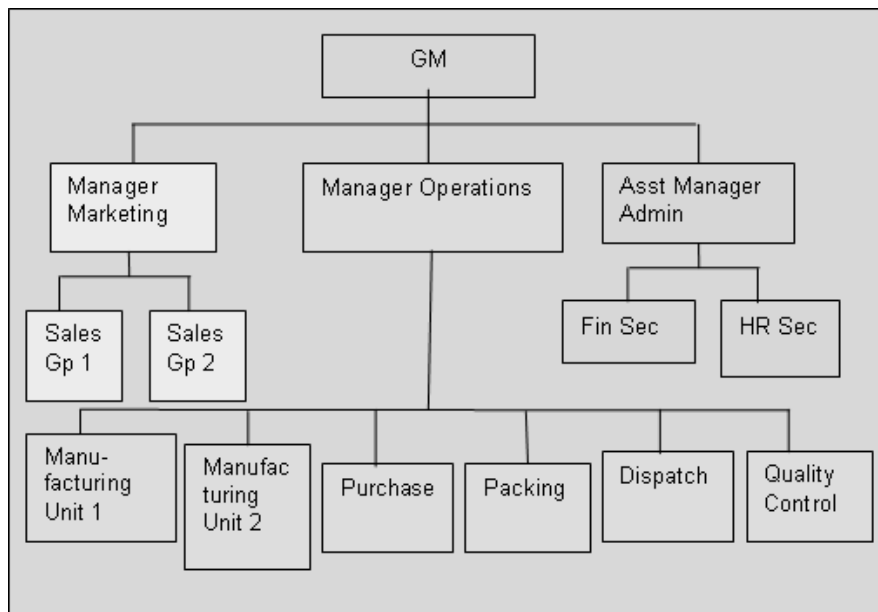 GM
Manager
Marketing
Manager Operations
Asst Manager
Admin
Sales
Gp 1
Sales
Gp 2
Fin Sec
HR Sec
Manu-
facturing
Unit 1
Manufac
turing
Unit 2
Purchase
Packing
Dispatch
Quality
Control